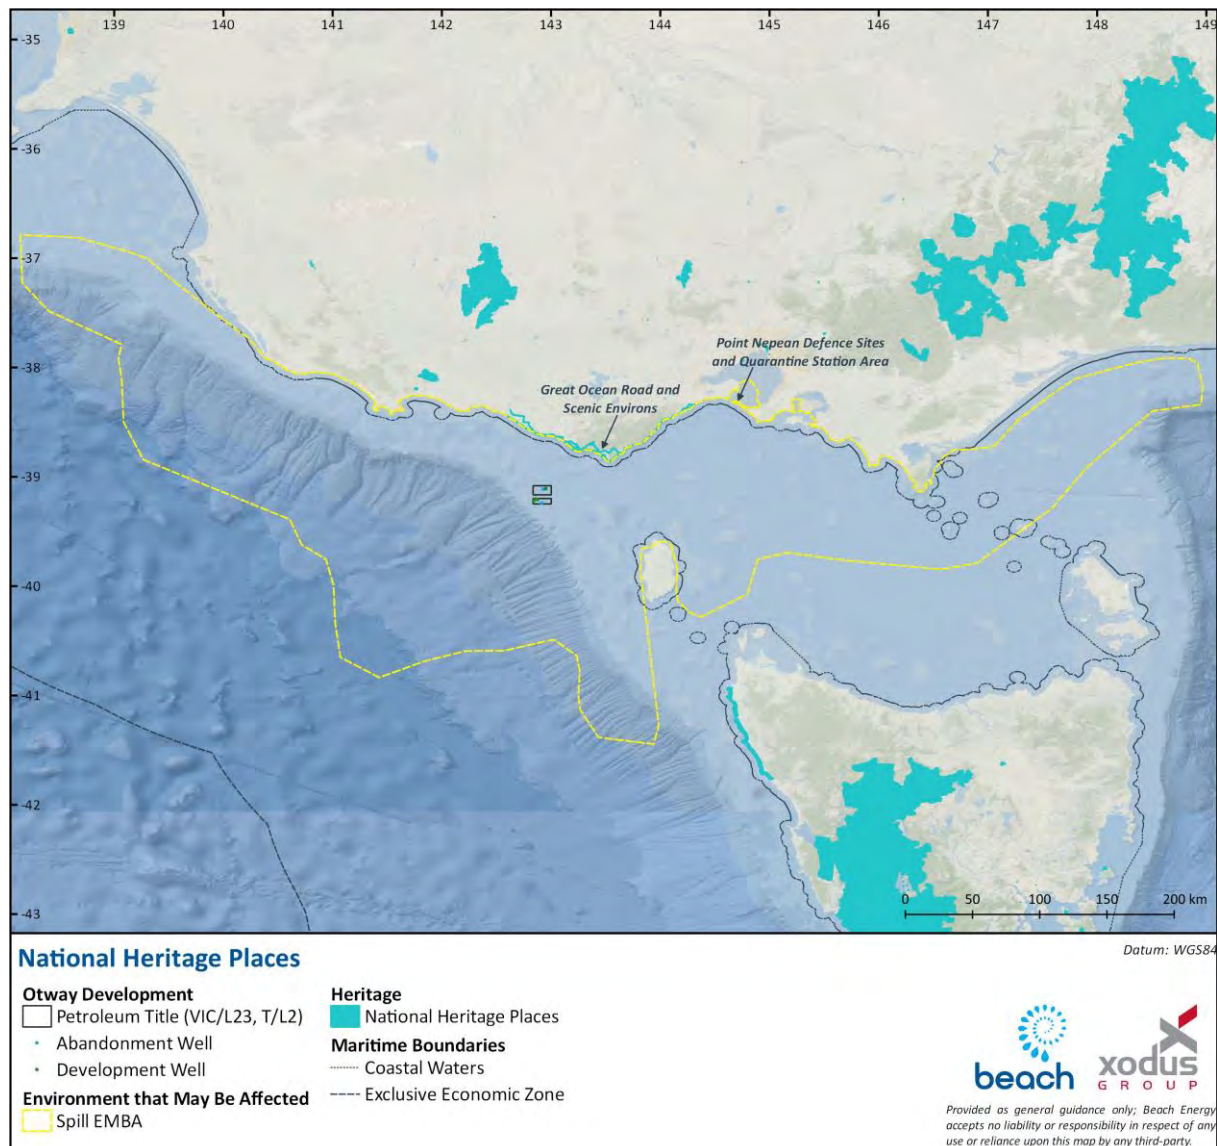 139 140 141 142 143 144 145 146 147 148 149
-35
-36
-37
-38
-39
-40
-41
-42
-43
Point Nepean Defence Sites
and Quarantine Station Area
Great Ocean Road and
Scenic Environs
0 50 100 150 200 km
National Heritage Places
Datum: WGS84
Otway Development
Petroleum Title (VIC/L23, T/L2)
Abandonment Well
Development Well
Environment that May Be Affected
Spill EMBA
Heritage
National Heritage Places
Maritime Boundaries
Coastal Waters
Exclusive Economic Zone
beach
xodus
GROUP
Provided as general guidance only; Beach Energy
accepts no liability or responsibility in respect of any
use or reliance upon this map by any third-party.